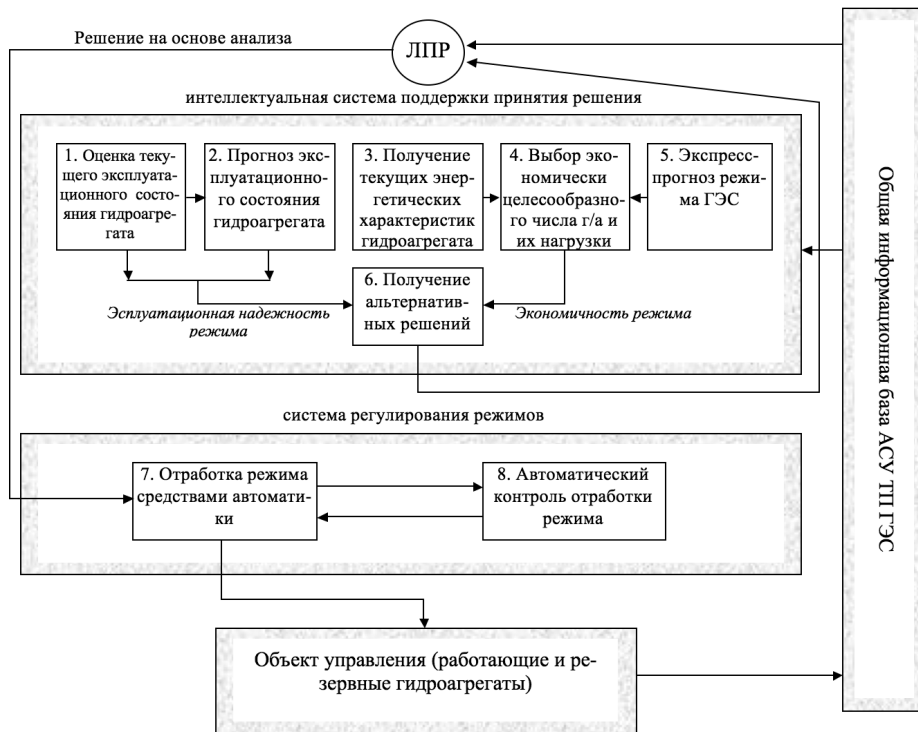 Решение на основе анализа
ЛПР
интеллектуальная система поддержки принятия решения
1. Оценка теку-
щего эксплуата-
ционного состо-
яния гидроагре-
гата
2. Прогноз экс-
плуатационно-
го состояния
гидроагрегата
3. Получение
текущих энер-
гетических
характеристик
гидроагрегата
4. Выбор эко-
номически
целесообраз-
ного числа г/а и
их нагрузки
5. Экспресс-
прогноз режи-
ма ГЭС
6. Получение
альтернатив-
ных решений
Эсплуатационная надежность
режима
Экономичность режима
система регулирования режимов
7. Отработка режима
средствами автомати-
ки
8. Автоматический
контроль отработки
режима
Объект управления (работающие и ре-
зервные гидроагрегаты)
Общая информационная база АСУ ТП ГЭС